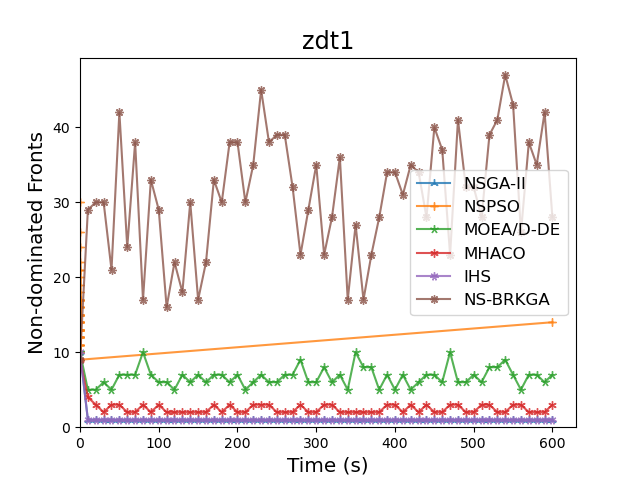 zdt1
Non-dominated Fronts
40
30
20
10
0
NSGA-II
NSPSO
MOEA/D-DE
MHACO
IHS
NS-BRKGA
0 100 200 300 400 500 600
Time (s)